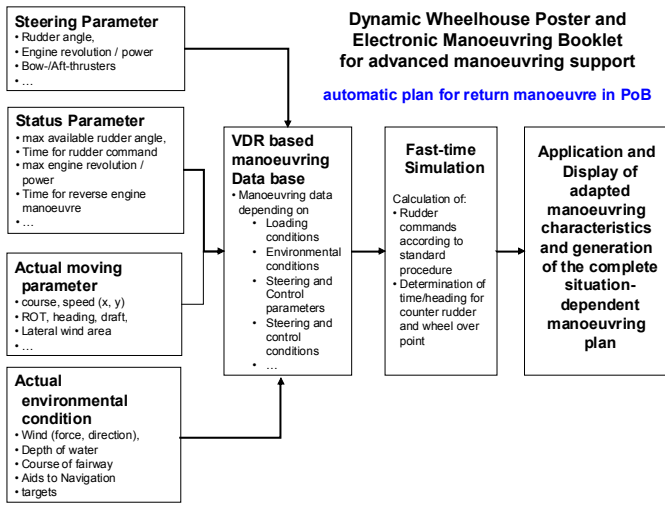 Dynamic Wheelhouse Poster and
Electronic Manoeuvring Booklet
for advanced manoeuvring support
automatic plan for return manoeuvre in PoB
Steering Parameter
• Rudder angle,
• Engine revolution / power
• Bow-/Aft-thrusters
• …
Status Parameter
• max available rudder angle,
• Time for rudder command
• max engine revolution /
power
• Time for reverse engine
manoeuvre
• …
Actual moving
parameter
• course, speed (x, y)
• ROT, heading, draft,
• Lateral wind area
• …
Actual
environmental
condition
• Wind (force, direction),
• Depth of water
• Course of fairway
• Aids to Navigation
• targets
VDR based
manoeuvring
Data base
• Manoeuvring data
depending on
• Loading
conditions
• Environmental
conditions
• Steering and
Control
parameters
• Steering and
control
conditions
• …
Fast-time
Simulation
Calculation of:
• Rudder
commands
according to
standard
procedure
• Determination of
time/heading for
counter rudder
and wheel over
point
Application and
Display of
adapted
manoeuvring
characteristics
and generation
of the complete
situation-
dependent
manoeuvring
plan